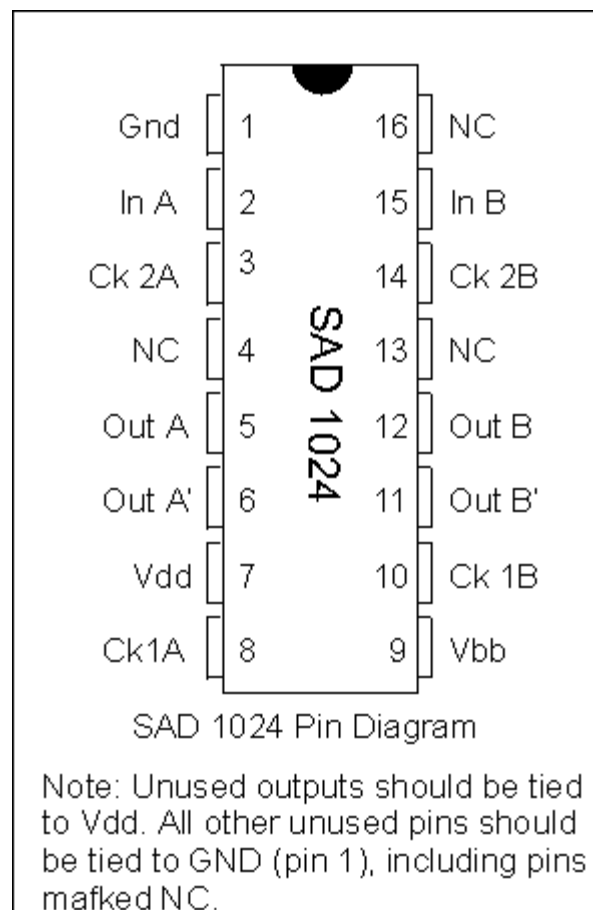 Gnd 1 16 NC
In A 2 15 In B
Ck 2A 3 14 Ck 2B
NC 4 13 NC
Out A 5 12 Out B
Out A' 6 11 Out B'
Vdd 7 10 Ck 1B
Ck1A 8 9 Vbb
SAD 1024
SAD 1024 Pin Diagram
Note: Unused outputs should be tied
to Vdd. All other unused pins should
be tied to GND (pin 1), including pins
mafked NC.